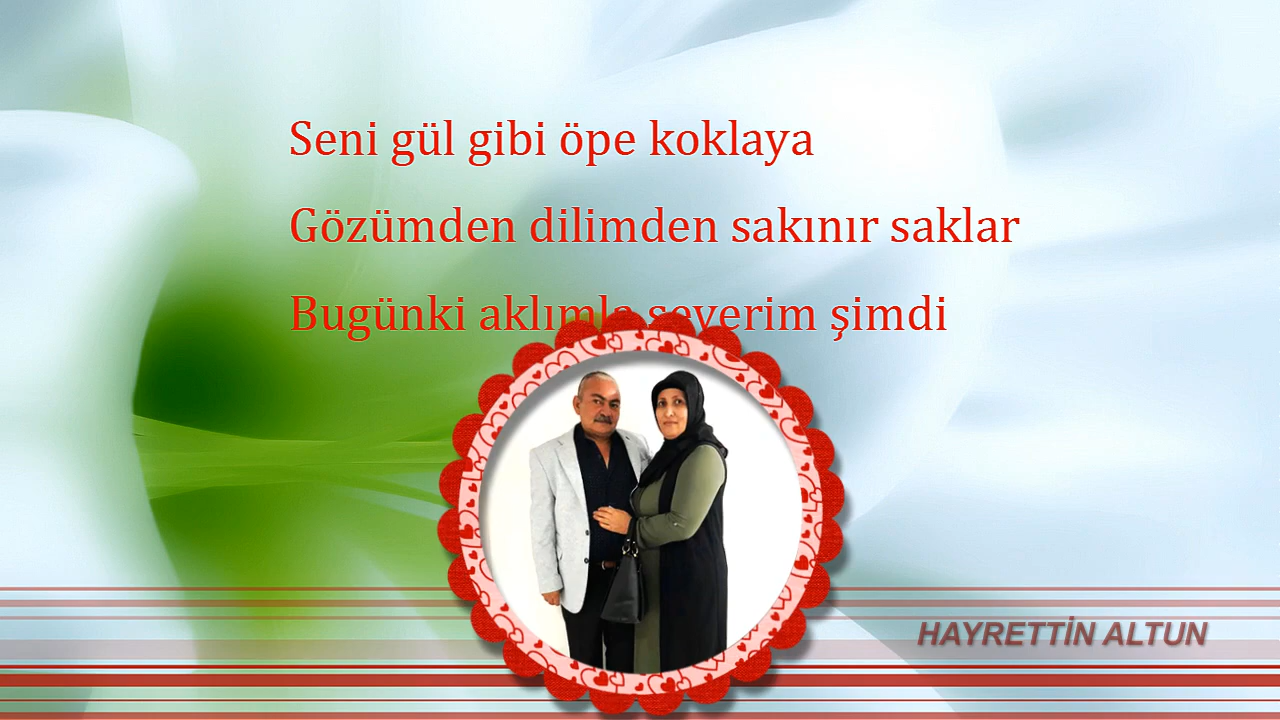 Seni gül gibi öpe koklaya
Gözümden dilimden sakınır saklar
Bugünki aklımla severim şimdi
HAYRETTİN ALTUN